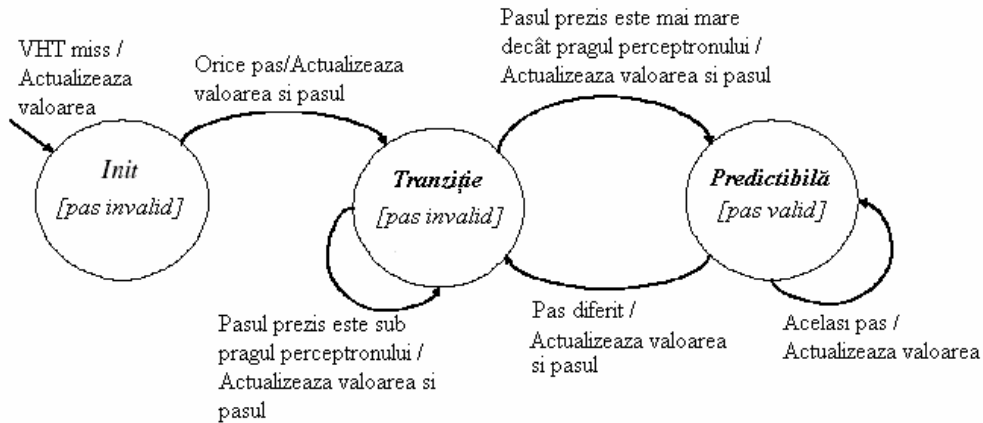 VHT miss /
Actualizeaza
valoarea
Orice pas/Actualizeaza
valoarea si pasul
Pasul prezis este mai mare
decât pragul perceptronului /
Actualizeaza valoarea si pasul
Init
[pas invalid]
Tranziţie
[pas invalid]
Predictibilă
[pas valid]
Pasul prezis este sub
pragul perceptronului /
Actualizeaza valoarea si
pasul
Pas diferit /
Actualizeaza valoarea
si pasul
Acelasi pas /
Actualizeaza valoarea